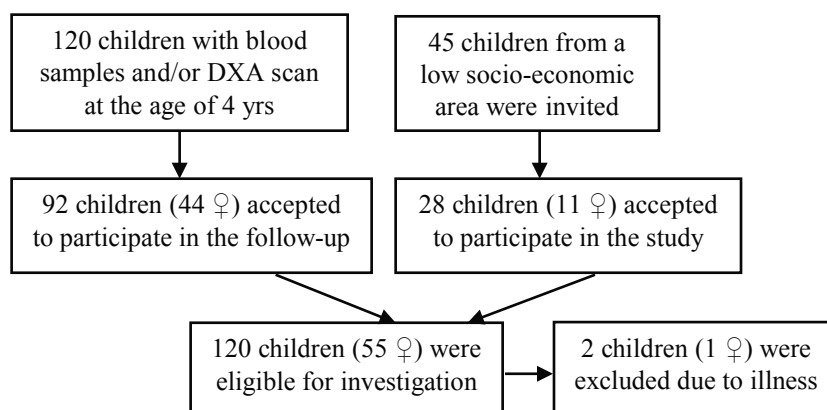 120 children with blood
samples and/or DXA scan
at the age of 4 yrs
45 children from a
low socio-economic
area were invited
92 children (44 ♀) accepted
to participate in the follow-up
28 children (11 ♀) accepted
to participate in the study
120 children (55 ♀) were
eligible for investigation
2 children (1 ♀) were
excluded due to illness